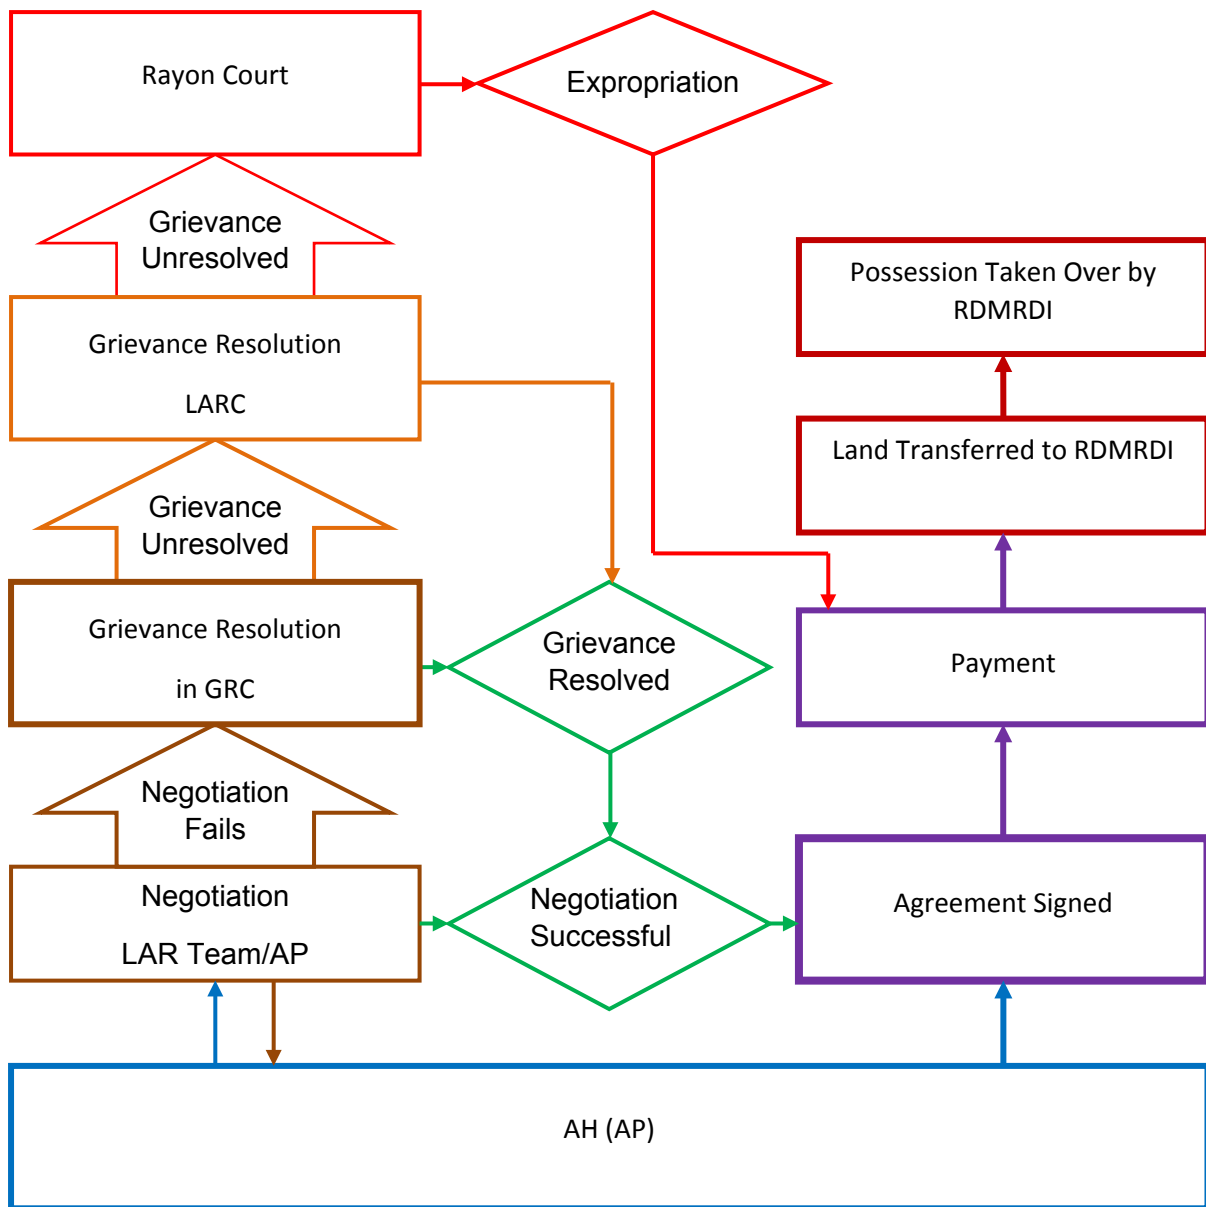 Rayon Court
Expropriation
Grievance
Unresolved
Possession Taken Over by
RDMRDI
Grievance Resolution
LARC
Land Transferred to RDMRDI
Grievance
Unresolved
Grievance Resolution
in GRC
Grievance
Resolved
Payment
Negotiation
Fails
Negotiation
LAR Team/AP
Negotiation
Successful
Agreement Signed
AH (AP)